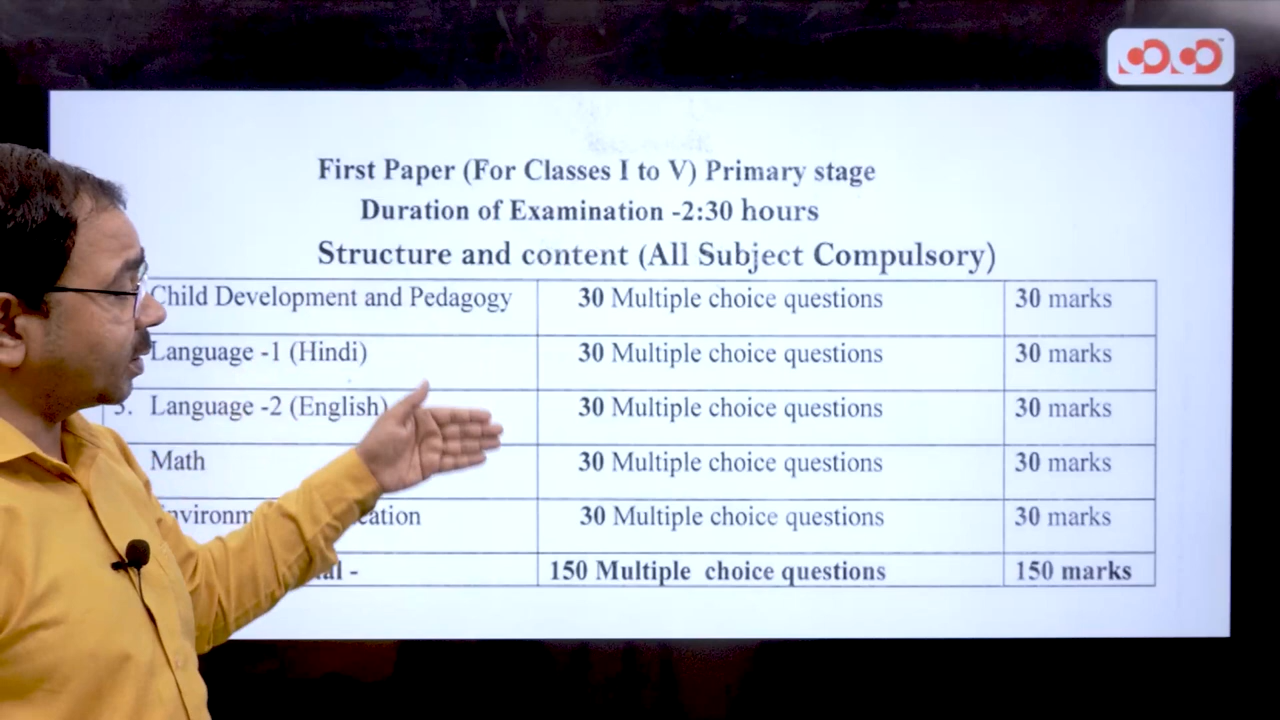 First Paper (For Classes I to V) Primary stage
Duration of Examination -2:30 hours
Structure and content (All Subject Compulsory)
Child Development and Pedagogy 30 Multiple choice questions 30 marks
Language -1 (Hindi) 30 Multiple choice questions 30 marks
3. Language -2 (English) 30 Multiple choice questions 30 marks
Math 30 Multiple choice questions 30 marks
30 Multiple choice questions 30 marks
150 Multiple choice questions 150 marks